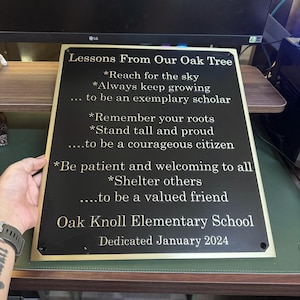 LG
Lessons From Our Oak Tree
*Reach for the sky
*Always keep growing
... to be an exemplary scholar
*Remember your roots
*Stand tall and proud
....to be a courageous citizen
*Be patient and welcoming to all
*Shelter others
....to be a valued friend
Oak Knoll Elementary School
Dedicated January 2024